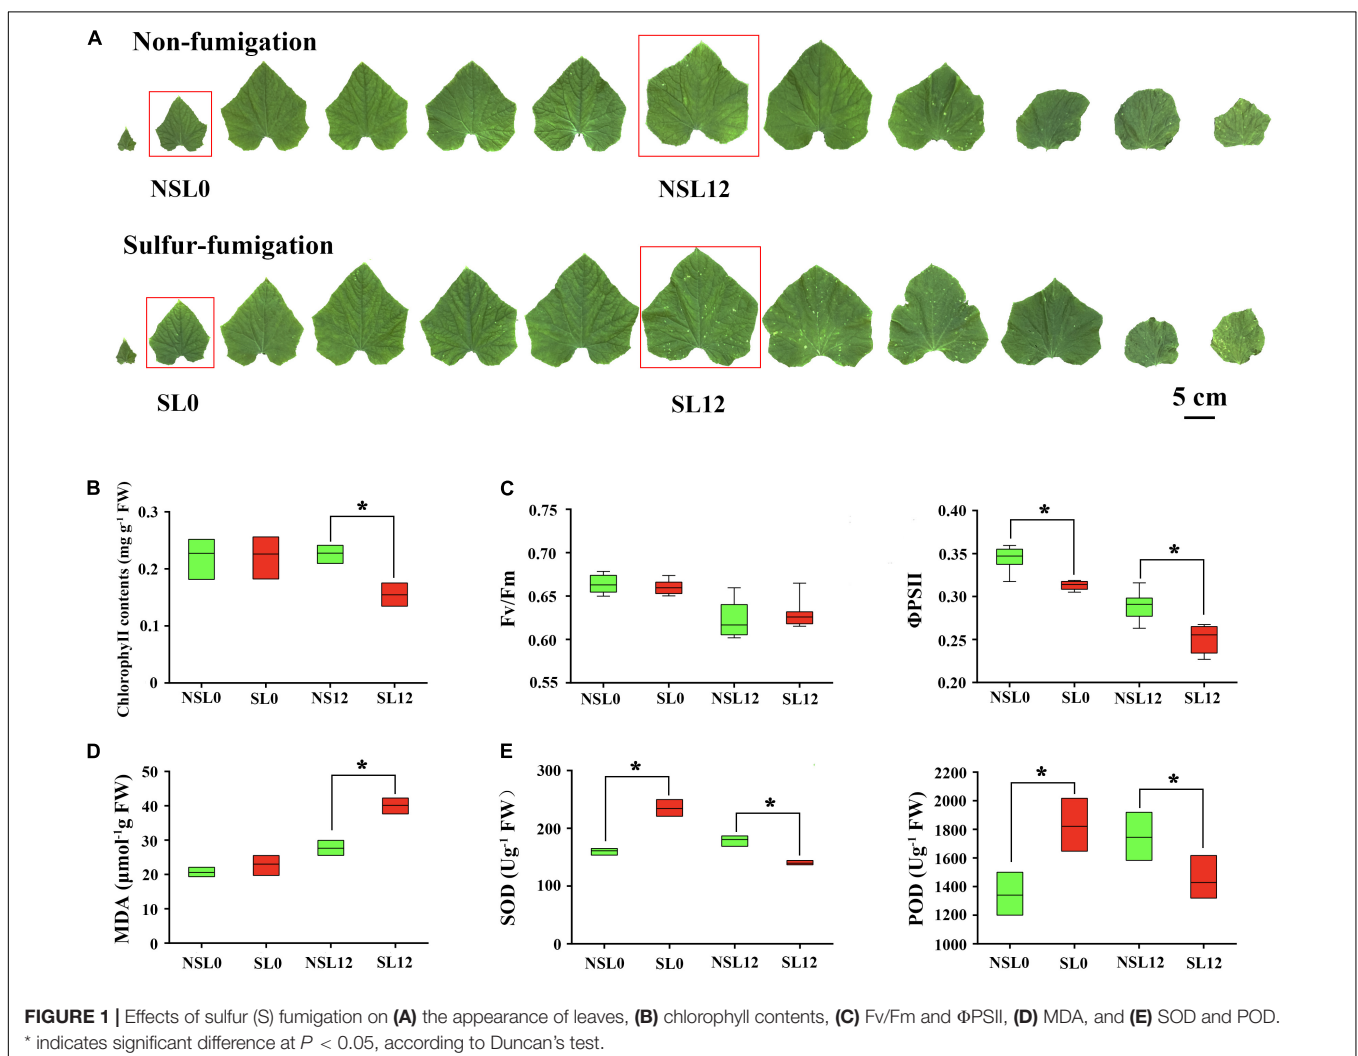 A
Non-fumigation
NSL0
NSL12
Sulfur-fumigation
SL0
SL12
5 cm
B
Chlorophyll contents (mg g⁻¹ FW)
0.3
0.2
0.1
0
*
NSL0 SL0 NS12 SL12
C
Fv/Fm
0.75
0.70
0.65
0.60
0.55
NSL0 SL0 NSL12 SL12
ΦPSII
0.40
0.35
0.30
0.25
0.20
*
*
NSL0 SL0 NSL12 SL12
D
MDA (μmol⁻¹g FW)
50
40
30
20
10
0
*
NSL0 SL0 NSL12 SL12
E
SOD (Ug⁻¹ FW)
300
200
100
0
*
*
NSL0 SL0 NSL12 SL12
POD (Ug⁻¹ FW)
2200
2000
1800
1600
1400
1200
1000
*
*
NSL0 SL0 NSL12 SL12
FIGURE 1 | Effects of sulfur (S) fumigation on (A) the appearance of leaves, (B) chlorophyll contents, (C) Fv/Fm and ΦPSII, (D) MDA, and (E) SOD and POD.
* indicates significant difference at P < 0.05, according to Duncan's test.